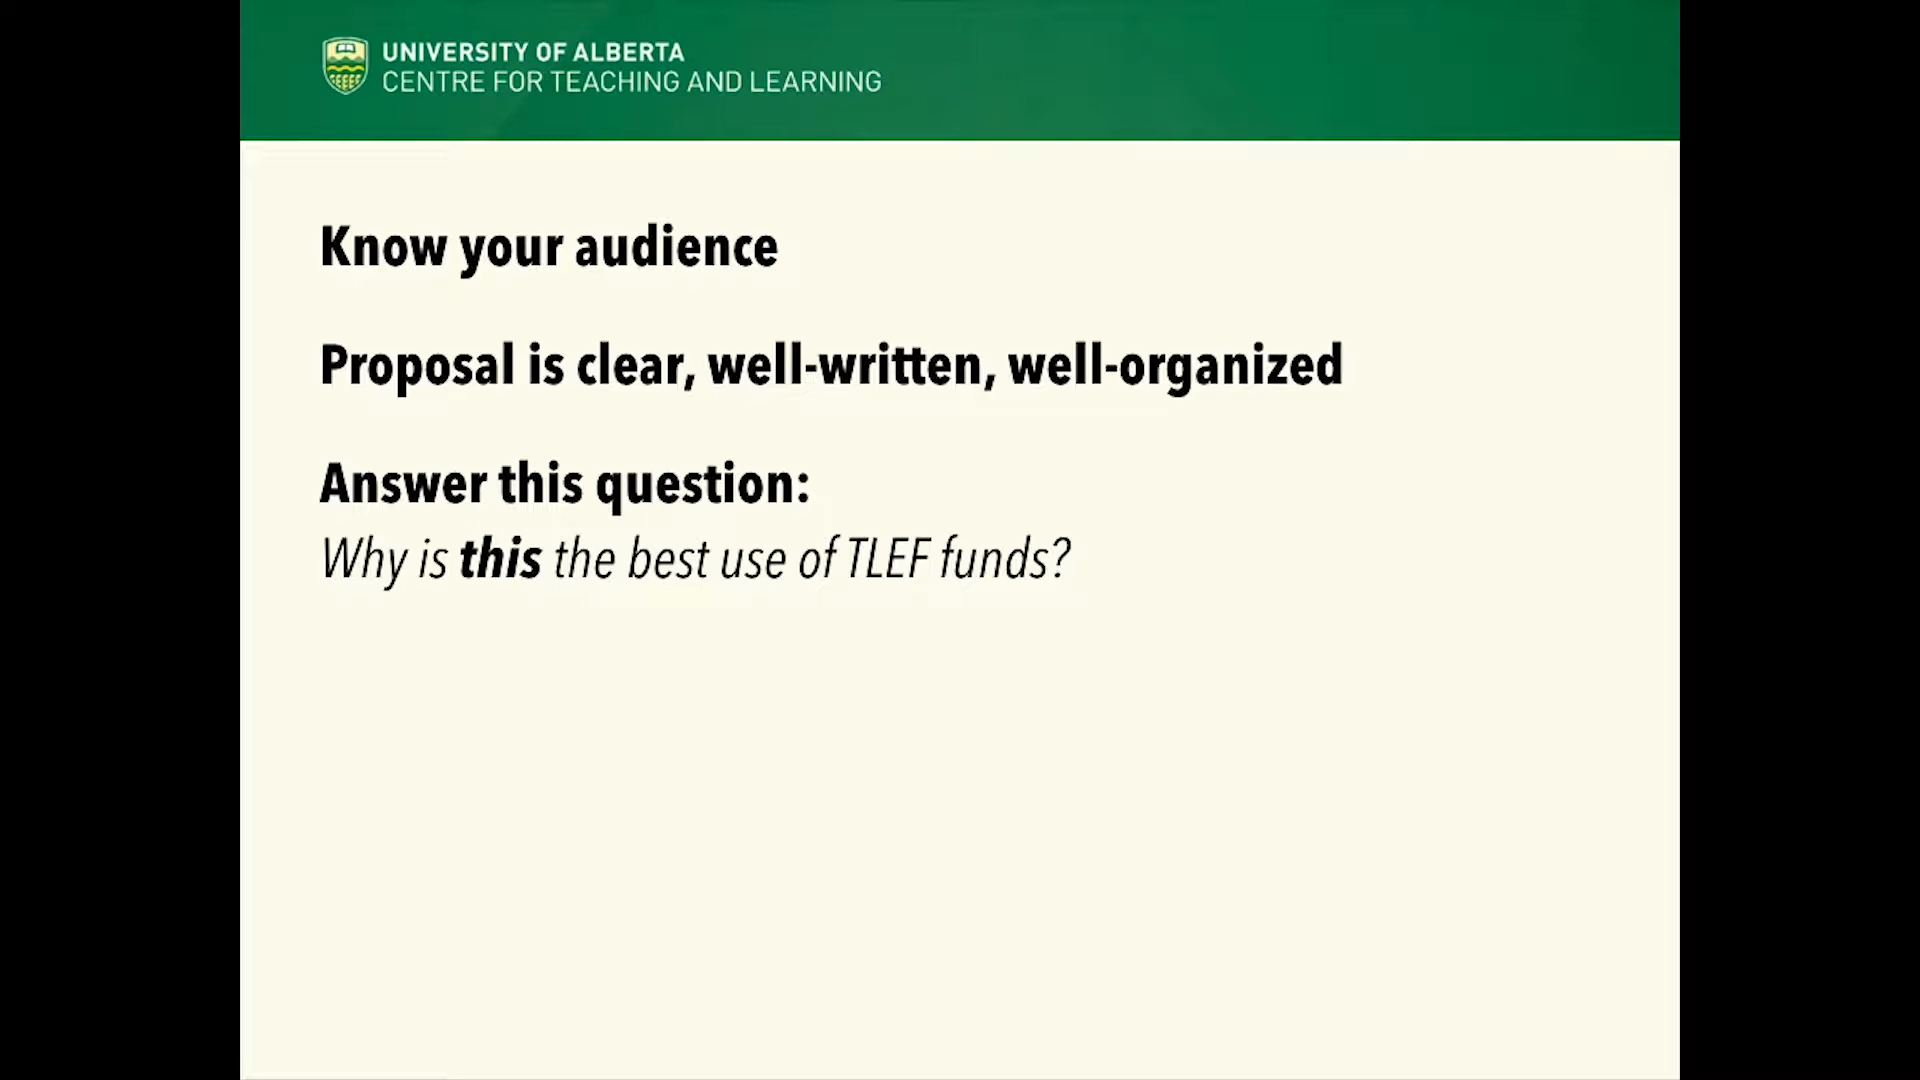 UNIVERSITY OF ALBERTA
CENTRE FOR TEACHING AND LEARNING
Know your audience
Proposal is clear, well-written, well-organized
Answer this question:
Why is this the best use of TLEF funds?